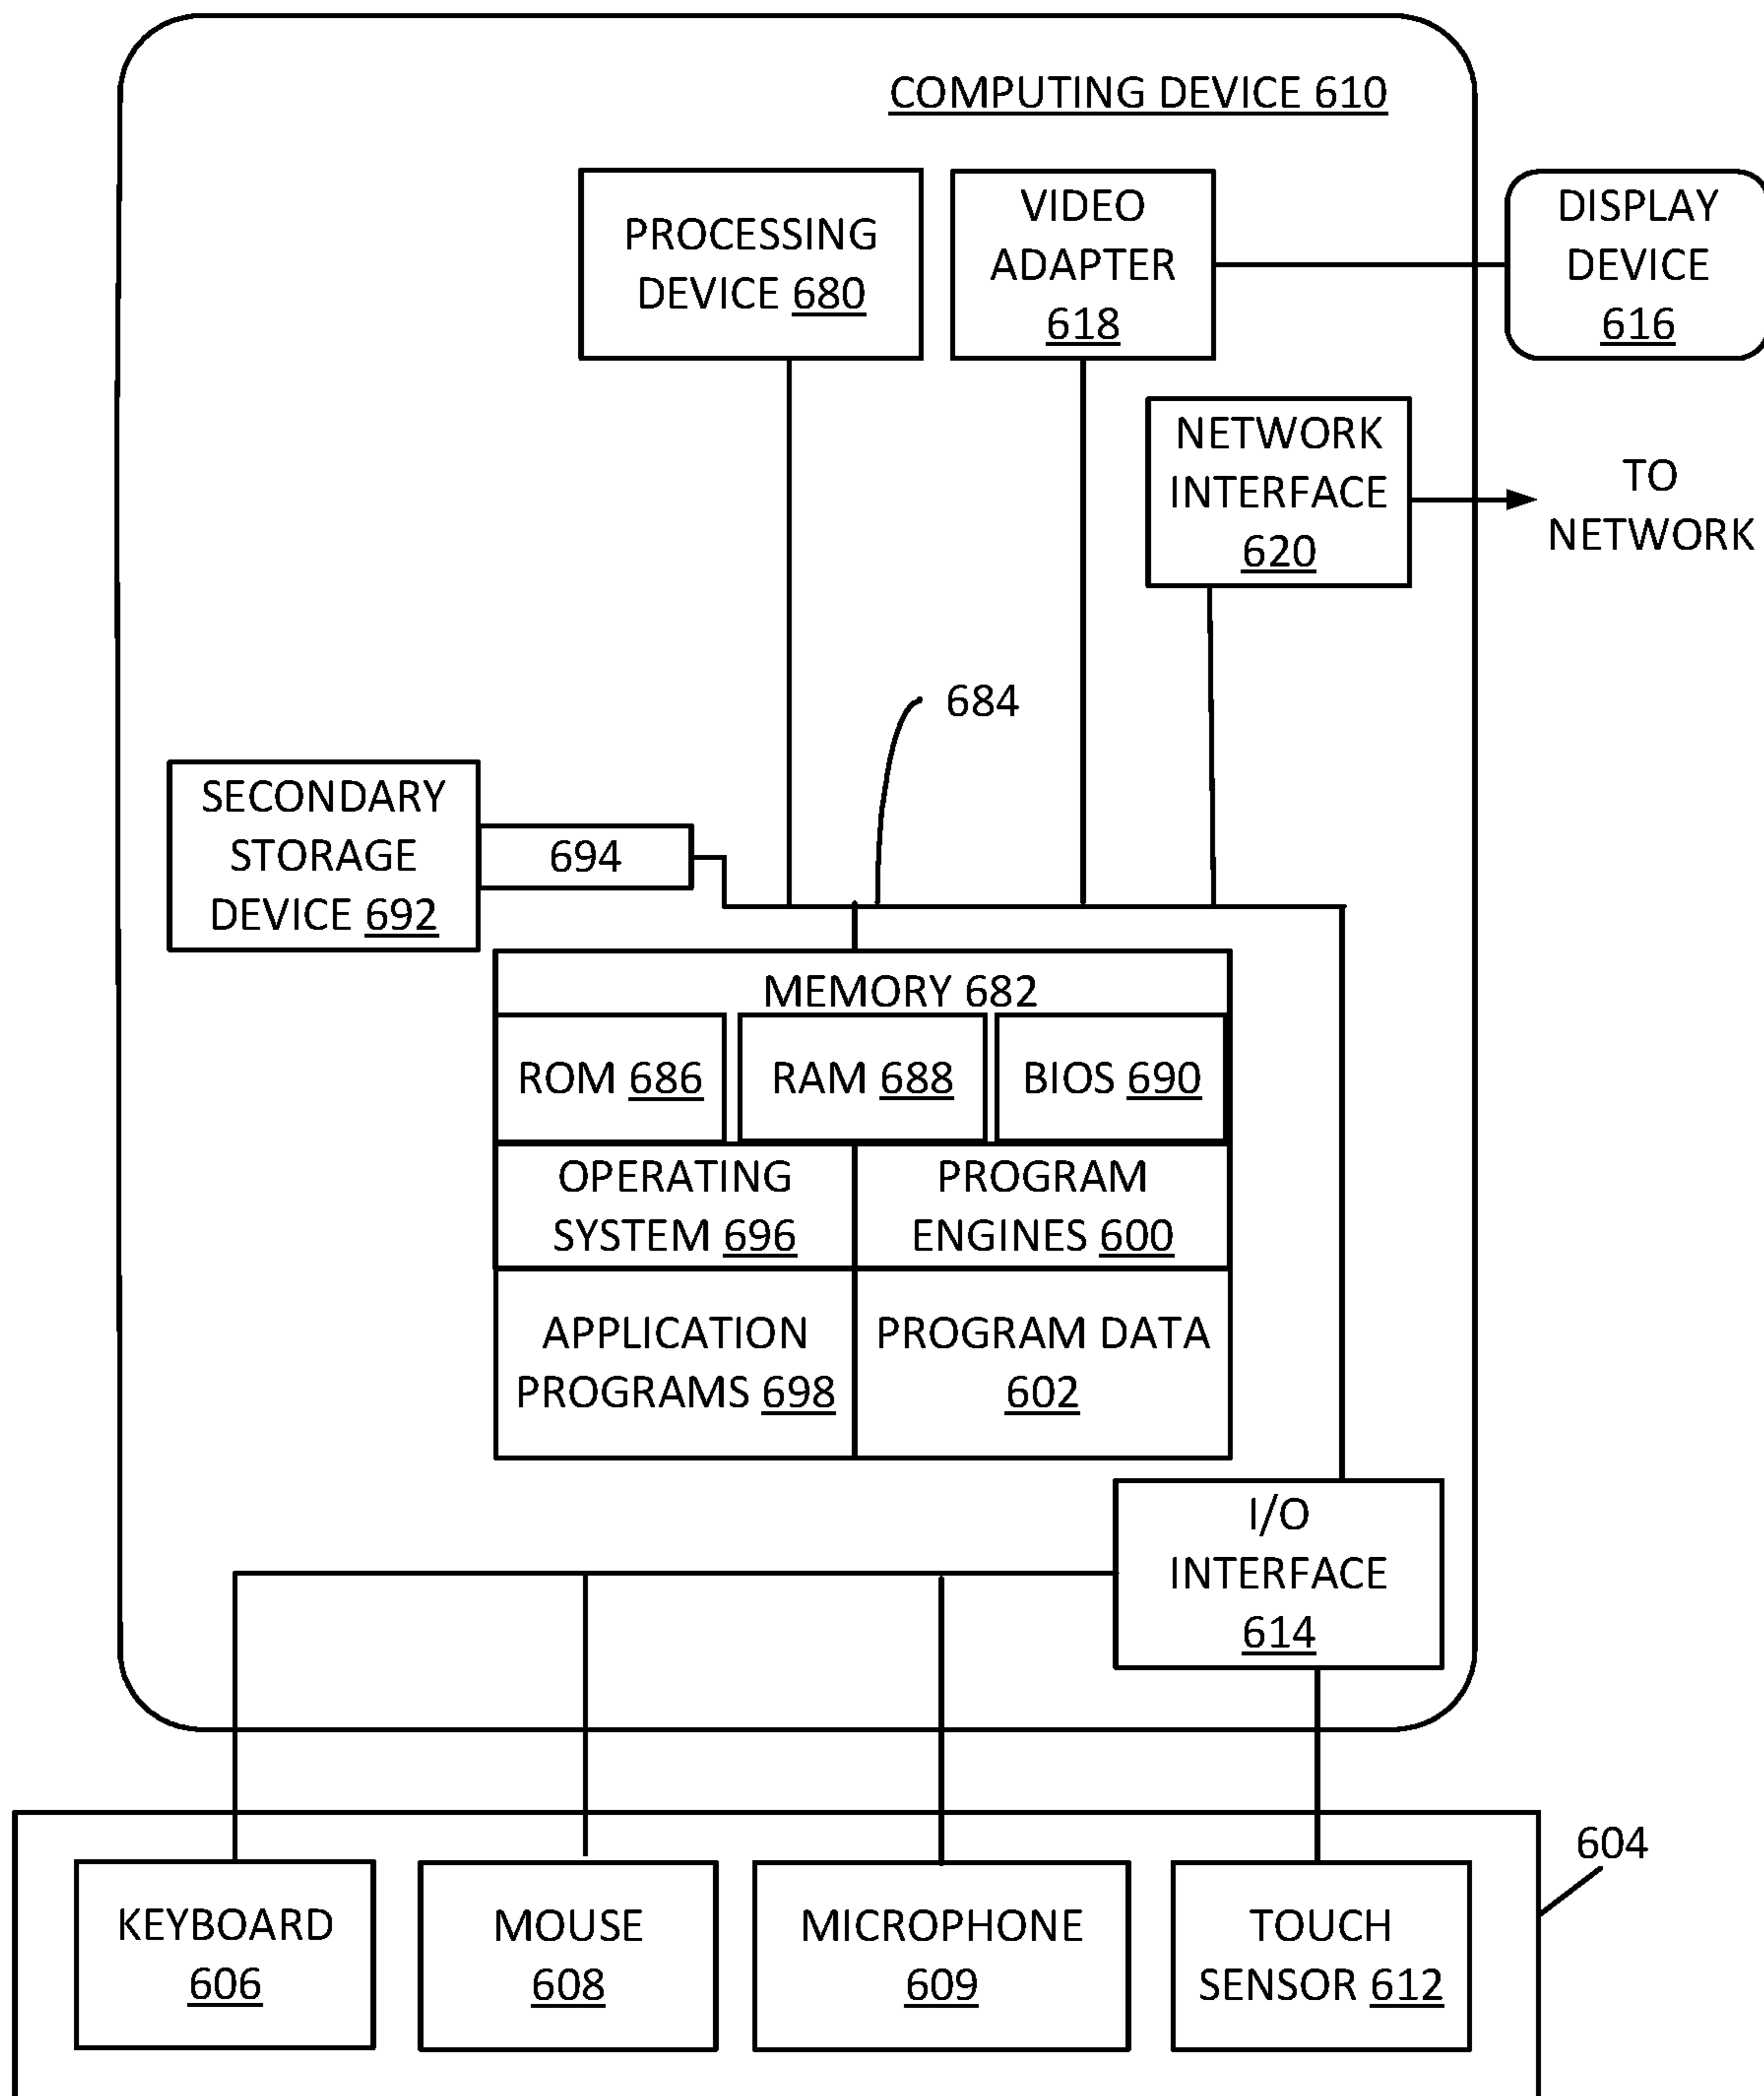 COMPUTING DEVICE 610
PROCESSING
DEVICE 680
VIDEO
ADAPTER
618
DISPLAY
DEVICE
616
NETWORK
INTERFACE
620
TO
NETWORK
684
SECONDARY
STORAGE
DEVICE 692
694
MEMORY 682
ROM 686
RAM 688
BIOS 690
OPERATING
SYSTEM 696
PROGRAM
ENGINES 600
APPLICATION
PROGRAMS 698
PROGRAM DATA
602
I/O
INTERFACE
614
604
KEYBOARD
606
MOUSE
608
MICROPHONE
609
TOUCH
SENSOR 612